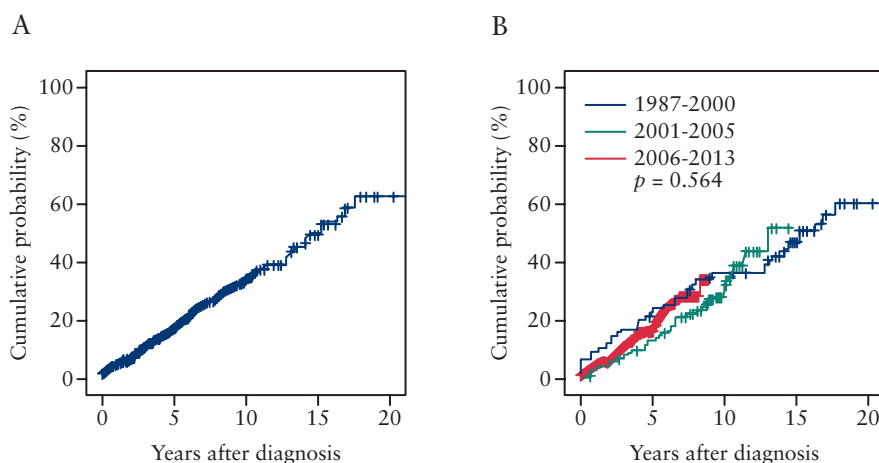 A
Cumulative probability (%)
100
80
60
40
20
0
0 5 10 15 20
Years after diagnosis
B
Cumulative probability (%)
100
80
60
40
20
0
1987-2000
2001-2005
2006-2013
p = 0.564
0 5 10 15 20
Years after diagnosis